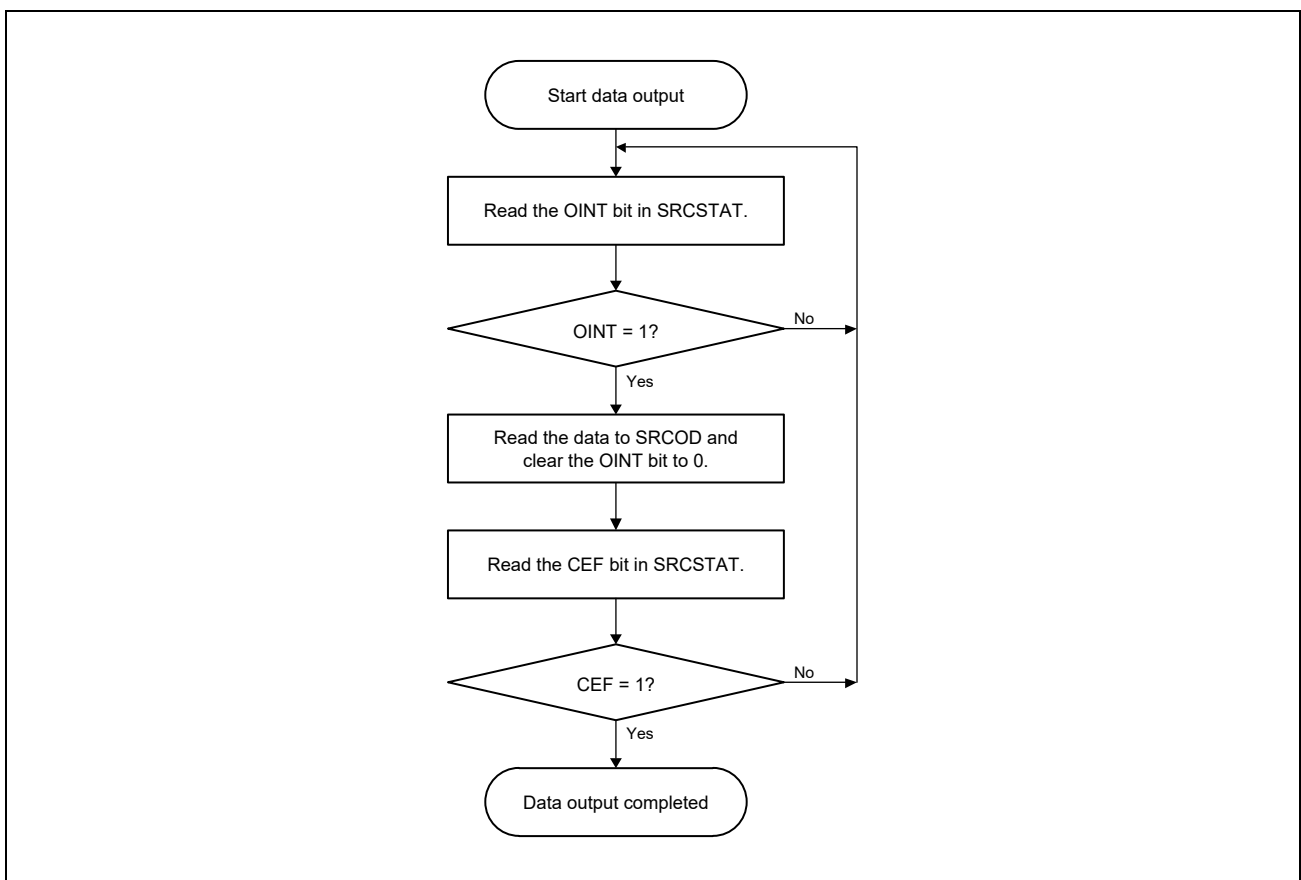 Start data output
Read the OINT bit in SRCSTAT.
OINT = 1?
No
Yes
Read the data to SRCOD and
clear the OINT bit to 0.
Read the CEF bit in SRCSTAT.
CEF = 1?
No
Yes
Data output completed